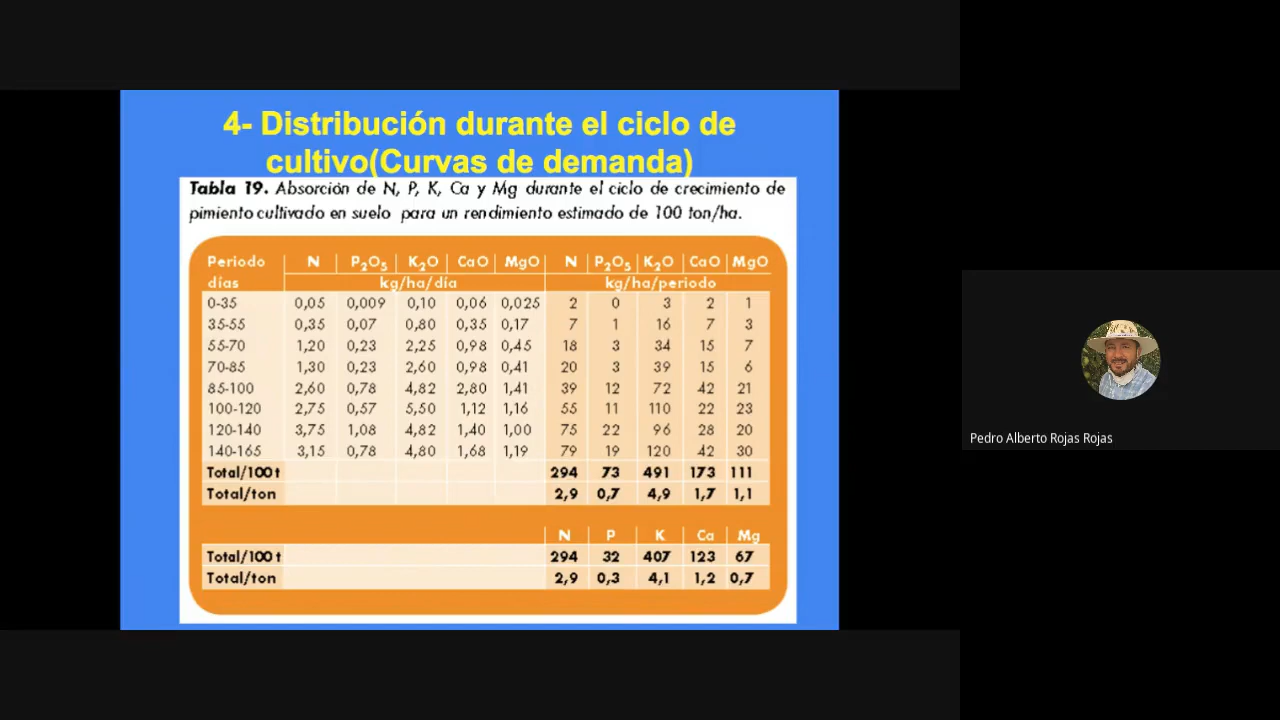 4- Distribución durante el ciclo de
cultivo(Curvas de demanda)
Tabla 19. Absorción de N, P, K, Ca y Mg durante el ciclo de crecimiento de
pimiento cultivado en suelo para un rendimiento estimado de 100 ton/ha.
Periodo N P2O5 K2O CaO MgO N P2O5 K2O CaO MgO
días kg/ha/día kg/ha/periodo
0-35 0,05 0,009 0,10 0,06 0,025 2 0 3 2 1
35-55 0,35 0,07 0,80 0,35 0,17 7 1 16 7 3
55-70 1,20 0,23 2,25 0,98 0,45 18 3 34 15 7
70-85 1,30 0,23 2,60 0,98 0,41 20 3 39 15 6
85-100 2,60 0,78 4,82 2,80 1,41 39 12 72 42 21
100-120 2,75 0,57 5,50 1,12 1,16 55 11 110 22 23
120-140 3,75 1,08 4,82 1,40 1,00 75 22 96 28 20
140-165 3,15 0,78 4,80 1,68 1,19 79 19 120 42 30
Total/100 t 294 73 491 173 111
Total/ton 2,9 0,7 4,9 1,7 1,1
N P K Ca Mg
Total/100 t 294 32 407 123 67
Total/ton 2,9 0,3 4,1 1,2 0,7
Pedro Alberto Rojas Rojas